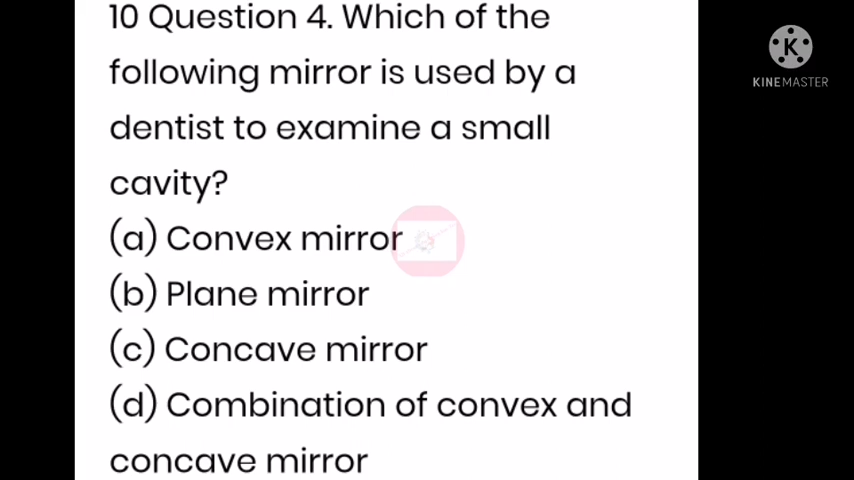 10 Question 4. Which of the
following mirror is used by a
dentist to examine a small
cavity?
(a) Convex mirror
(b) Plane mirror
(c) Concave mirror
(d) Combination of convex and
concave mirror
K
KINEMASTER